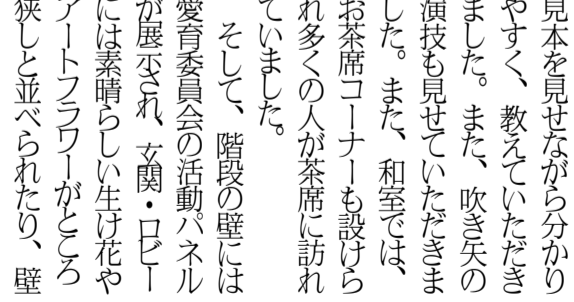 見本を見せながら分かり
やすく、教えていただき
ました。また、吹き矢の
演技も見せていただきま
した。また、和室では、
お茶席コーナーも設けら
れ多くの人が茶席に訪れ
ていました。
そして、階段の壁には
愛育委員会の活動パネル
が展示され、玄関・ロビー
には素晴らしい生け花や
アートフラワーがところ
狭しと並べられたり、壁